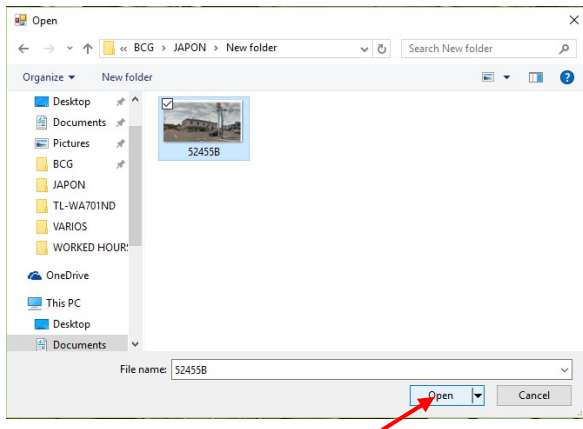 Open
« BCG › JAPON › New folder
Search New folder
Organize
New folder
Desktop
Documents
Pictures
BCG
JAPON
TL-WA701ND
VARIOS
WORKED HOUR
OneDrive
This PC
Desktop
Documents
52455B
File name:
52455B
Open
Cancel